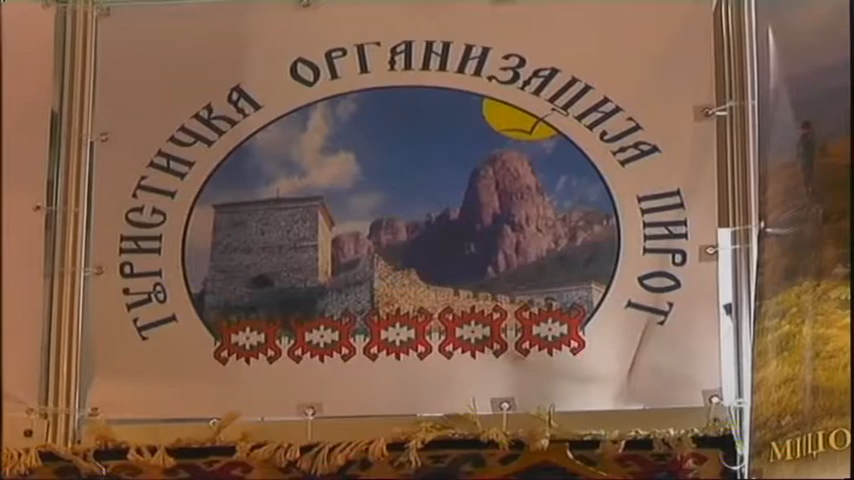 ТУРИСТИЧКА ОРГАНИЗАЦИЈА ПИРОТ